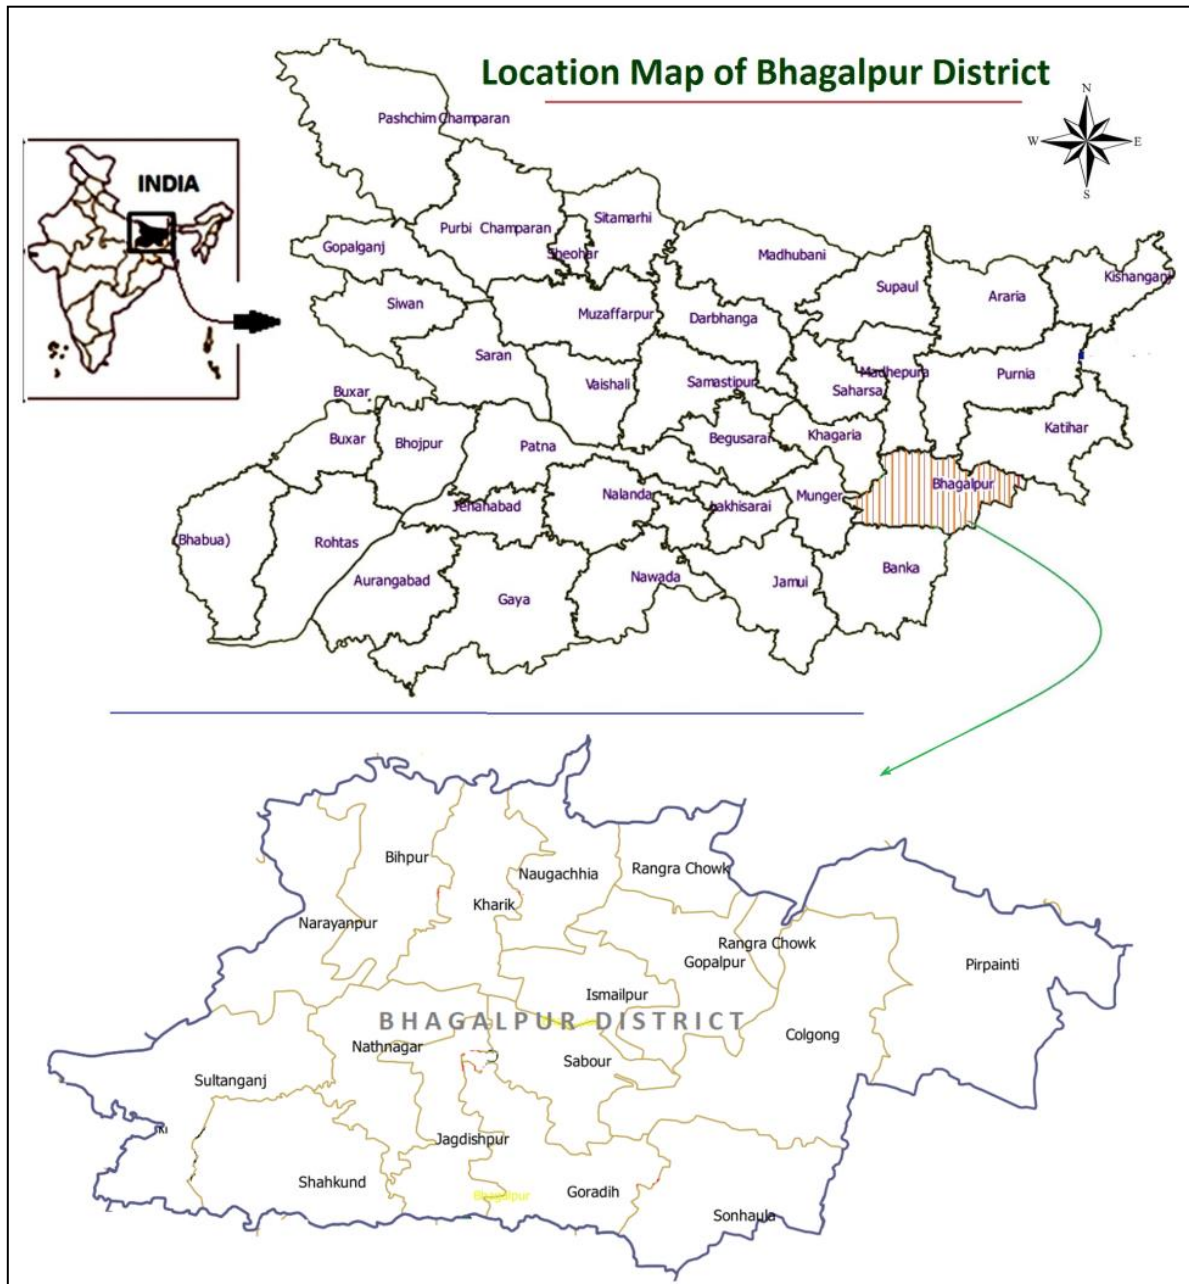 Location Map of Bhagalpur District
N
W
E
S
INDIA
Pashchim Champaran
Purbi Champaran
Sitamarhi
Gopalganj
Sheohar
Madhubani
Kishanganj
Siwan
Supaul
Araria
Muzaffarpur
Darbhanga
Saran
Vaishali
Samastipur
Saharsa
Madhepura
Purnia
Buxar
Buxar
Bhojpur
Patna
Begusarai
Khagaria
Katihar
Bhagalpur
Jehanabad
Nalanda
Lakhisarai
Munger
Bhabua)
Rohtas
Aurangabad
Gaya
Nawada
Jamui
Banka
Bihpur
Naugachhia
Rangra Chowk
Narayanpur
Kharik
Rangra Chowk
Gopalpur
Pirpainti
Ismailpur
BHAGALPUR DISTRICT
Colgong
Nathnagar
Sabour
Sultanganj
Jagdishpur
Shahkund
Bhagalpur
Goradih
Sonhaula